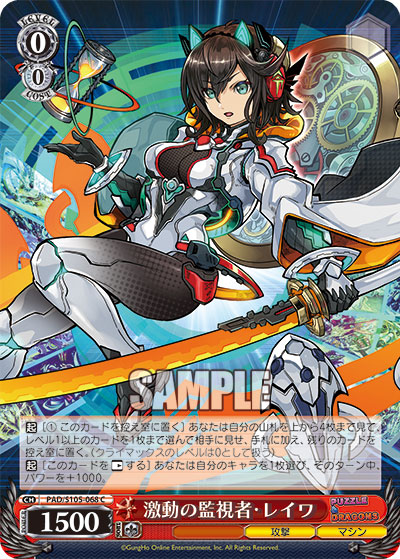 LEVEL
0
0
COST
SAMPLE
【起】[① このカードを控え室に置く] あなたは自分の山札を上から4枚まで見て、
レベル1以上のカードを1枚まで選んで相手に見せ、手札に加え、残りのカードを
控え室に置く。(クライマックスのレベルは0として扱う)
【起】[このカードを【レスト】する] あなたは自分のキャラを1枚選び、そのターン中、
パワーを+1000。
CH PAD/S105-068 C
POWER
1500
激動の監視者・レイワ
PUZZLE & DRAGONS
攻撃
マシン
©GungHo Online Entertainment, Inc. All Rights Reserved.